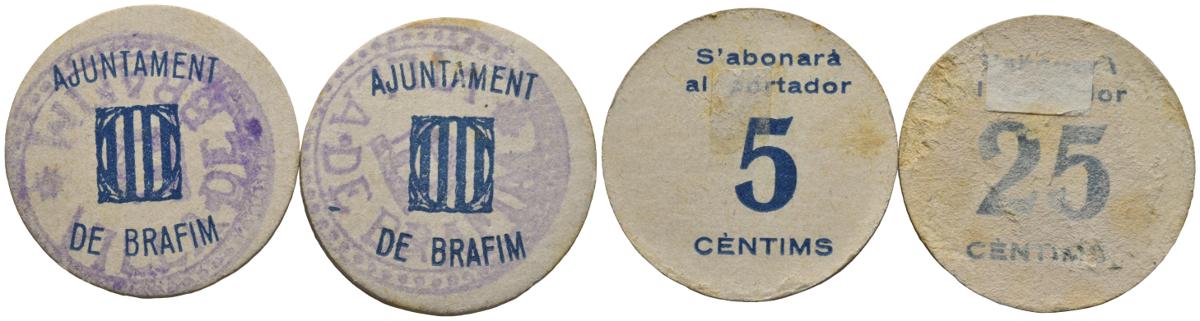 AJUNTAMENT
DE BRAFIM
AJUNTAMENT
DE BRAFIM
S'abonarà
al portador
5
CÈNTIMS
25
CÈNTIMS